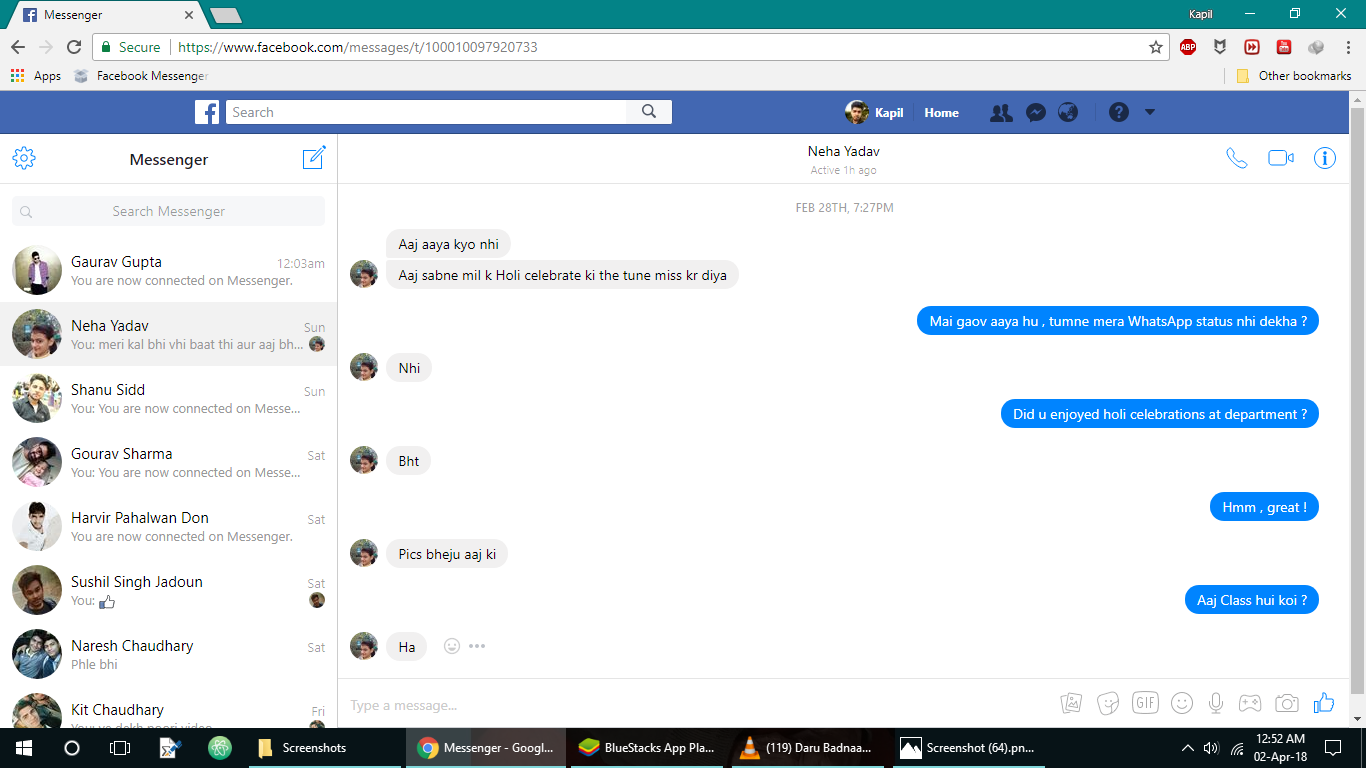 Messenger
Kapil
Secure
https://www.facebook.com/messages/t/100010097920733
ABP
Apps
Facebook Messenger
Other bookmarks
Search
Kapil
Home
Messenger
Search Messenger
Gaurav Gupta
12:03am
You are now connected on Messenger.
Neha Yadav
Sun
You: meri kal bhi vhi baat thi aur aaj bh...
Shanu Sidd
Sun
You: You are now connected on Messe...
Gourav Sharma
Sat
You: You are now connected on Messe...
Harvir Pahalwan Don
Sat
You are now connected on Messenger.
Sushil Singh Jadoun
Sat
You:
Naresh Chaudhary
Sat
Phle bhi
Kit Chaudhary
Fri
Neha Yadav
Active 1h ago
FEB 28TH, 7:27PM
Aaj aaya kyo nhi
Aaj sabne mil k Holi celebrate ki the tune miss kr diya
Mai gaov aaya hu , tumne mera WhatsApp status nhi dekha ?
Nhi
Did u enjoyed holi celebrations at department ?
Bht
Hmm , great !
Pics bheju aaj ki
Aaj Class hui koi ?
Ha
Type a message...
GIF
Screenshots
Messenger - Googl...
BlueStacks App Pla...
(119) Daru Badnaa...
Screenshot (64).pn...
12:52 AM
02-Apr-18